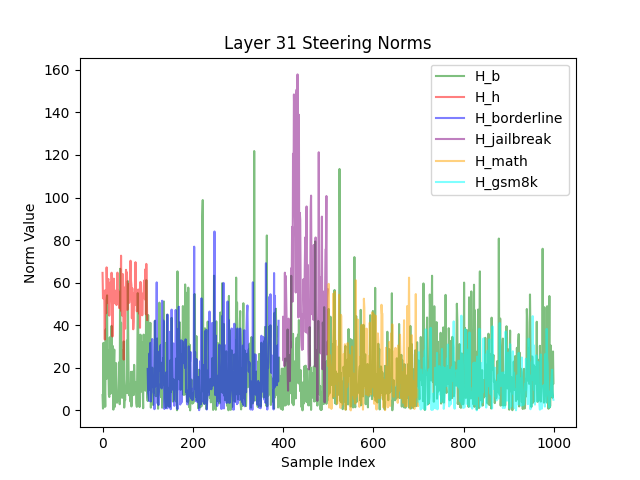 Layer 31 Steering Norms
Norm Value
160
140
120
100
80
60
40
20
0
H_b
H_h
H_borderline
H_jailbreak
H_math
H_gsm8k
0 200 400 600 800 1000
Sample Index